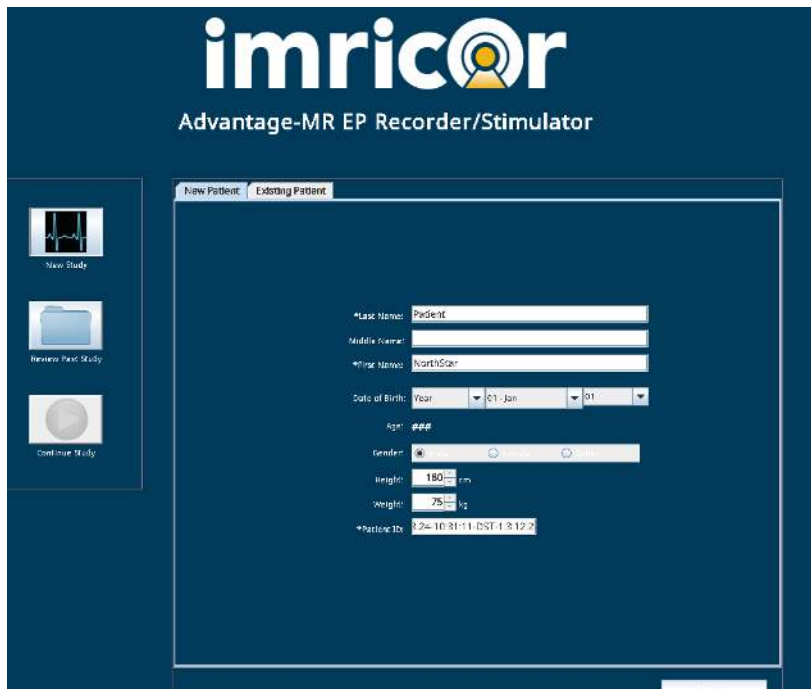 imricor
Advantage-MR EP Recorder/Stimulator
New Patient Existing Patient
New Study
Review Past Study
Continue Study
*Last Name: Patient
Middle Name:
*First Name: NorthStar
Date of Birth: Year 01 - Jan 01
Age: ###
Gender:
Height: 180 cm
Weight: 75 kg
*Patient ID: